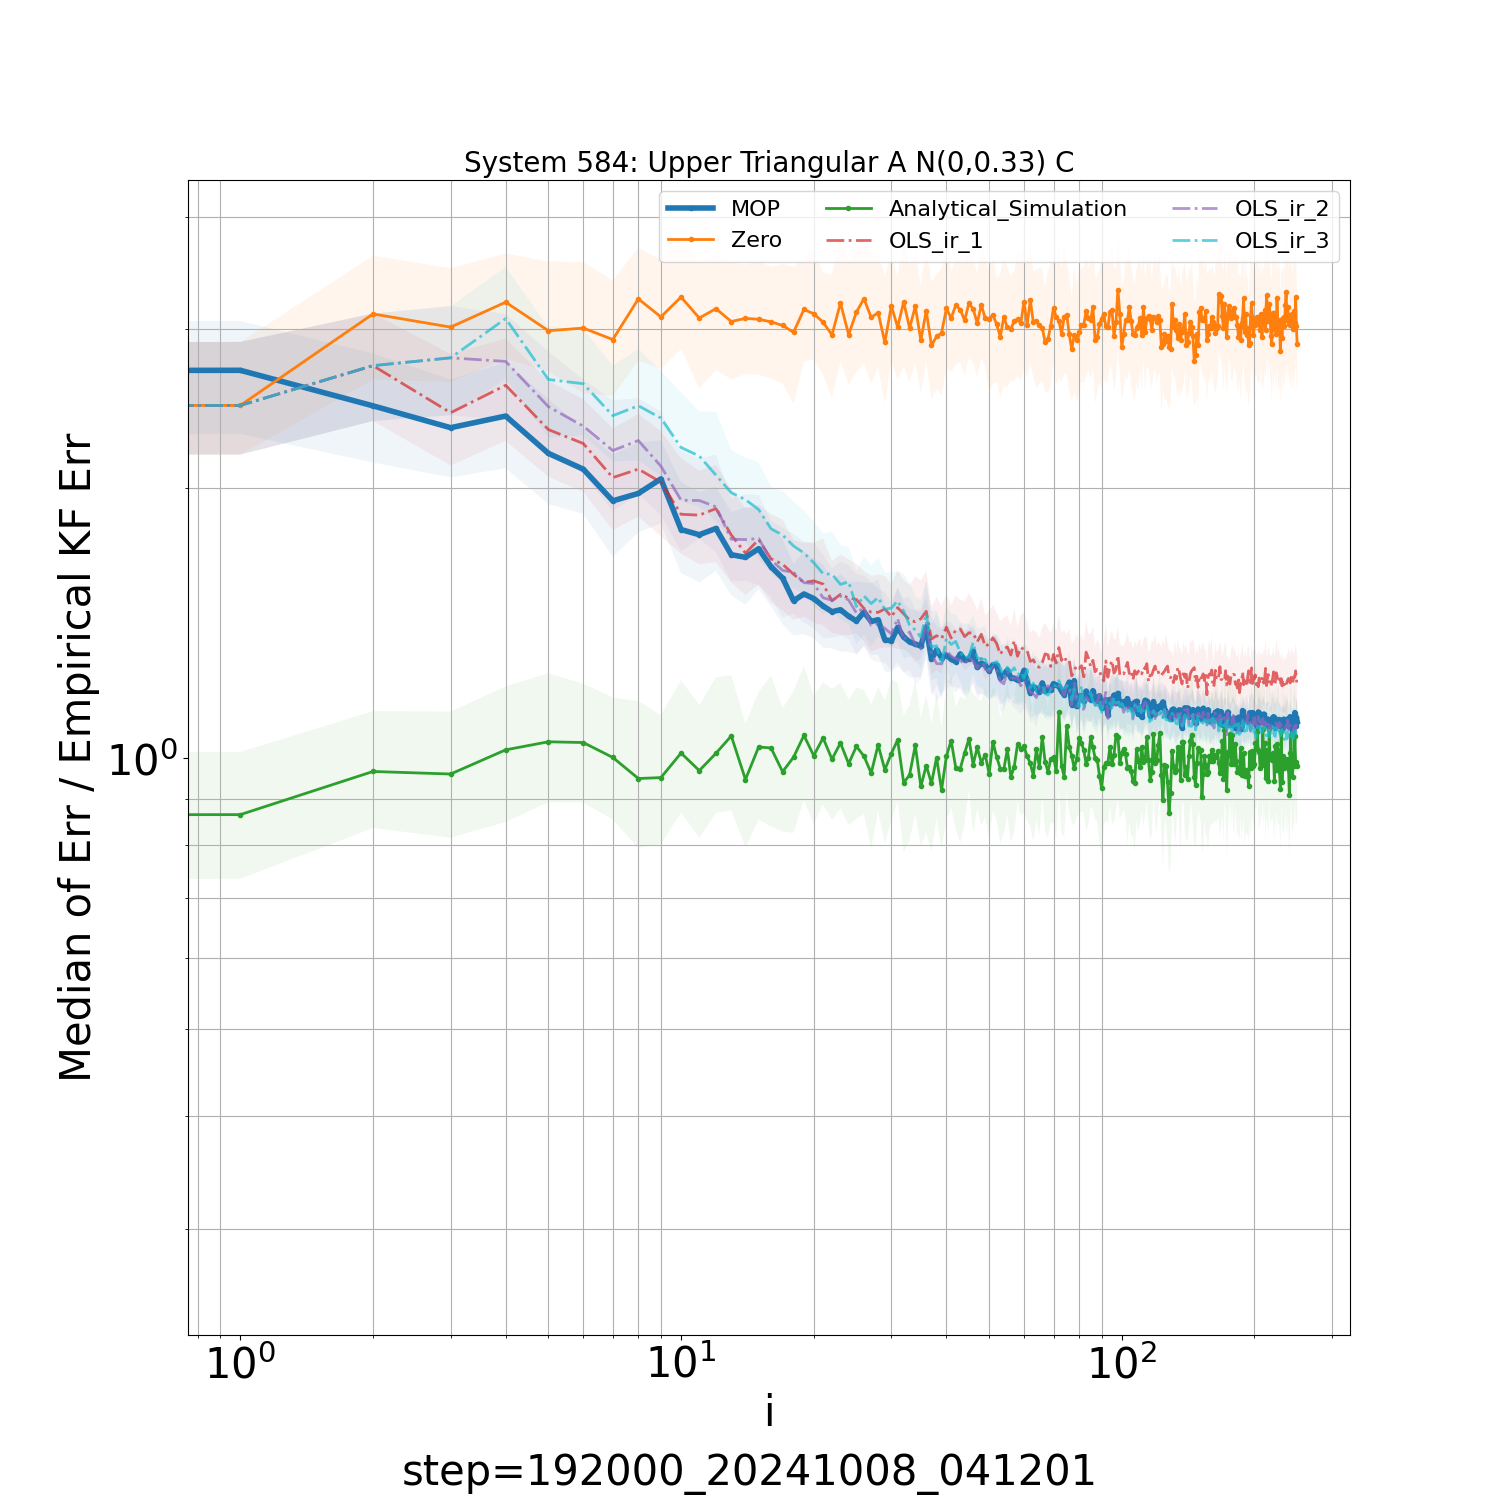 System 584: Upper Triangular A N(0,0.33) C
MOP
Zero
Analytical_Simulation
OLS_ir_1
OLS_ir_2
OLS_ir_3
Median of Err / Empirical KF Err
10⁰
10⁰ 10¹ 10²
i
step=192000_20241008_041201